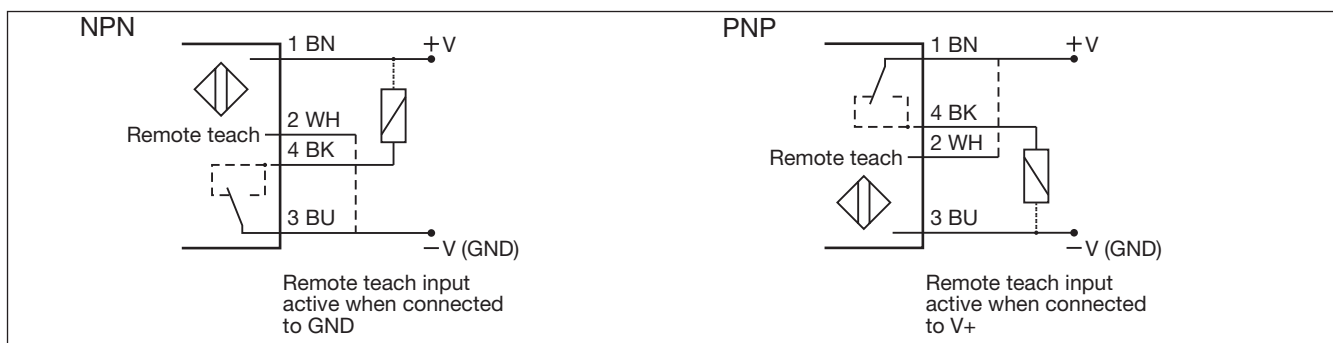 NPN
1 BN
+V
2 WH
Remote teach
4 BK
3 BU
–V (GND)
Remote teach input
active when connected
to GND
PNP
1 BN
+V
4 BK
2 WH
Remote teach
3 BU
–V (GND)
Remote teach input
active when connected
to V+